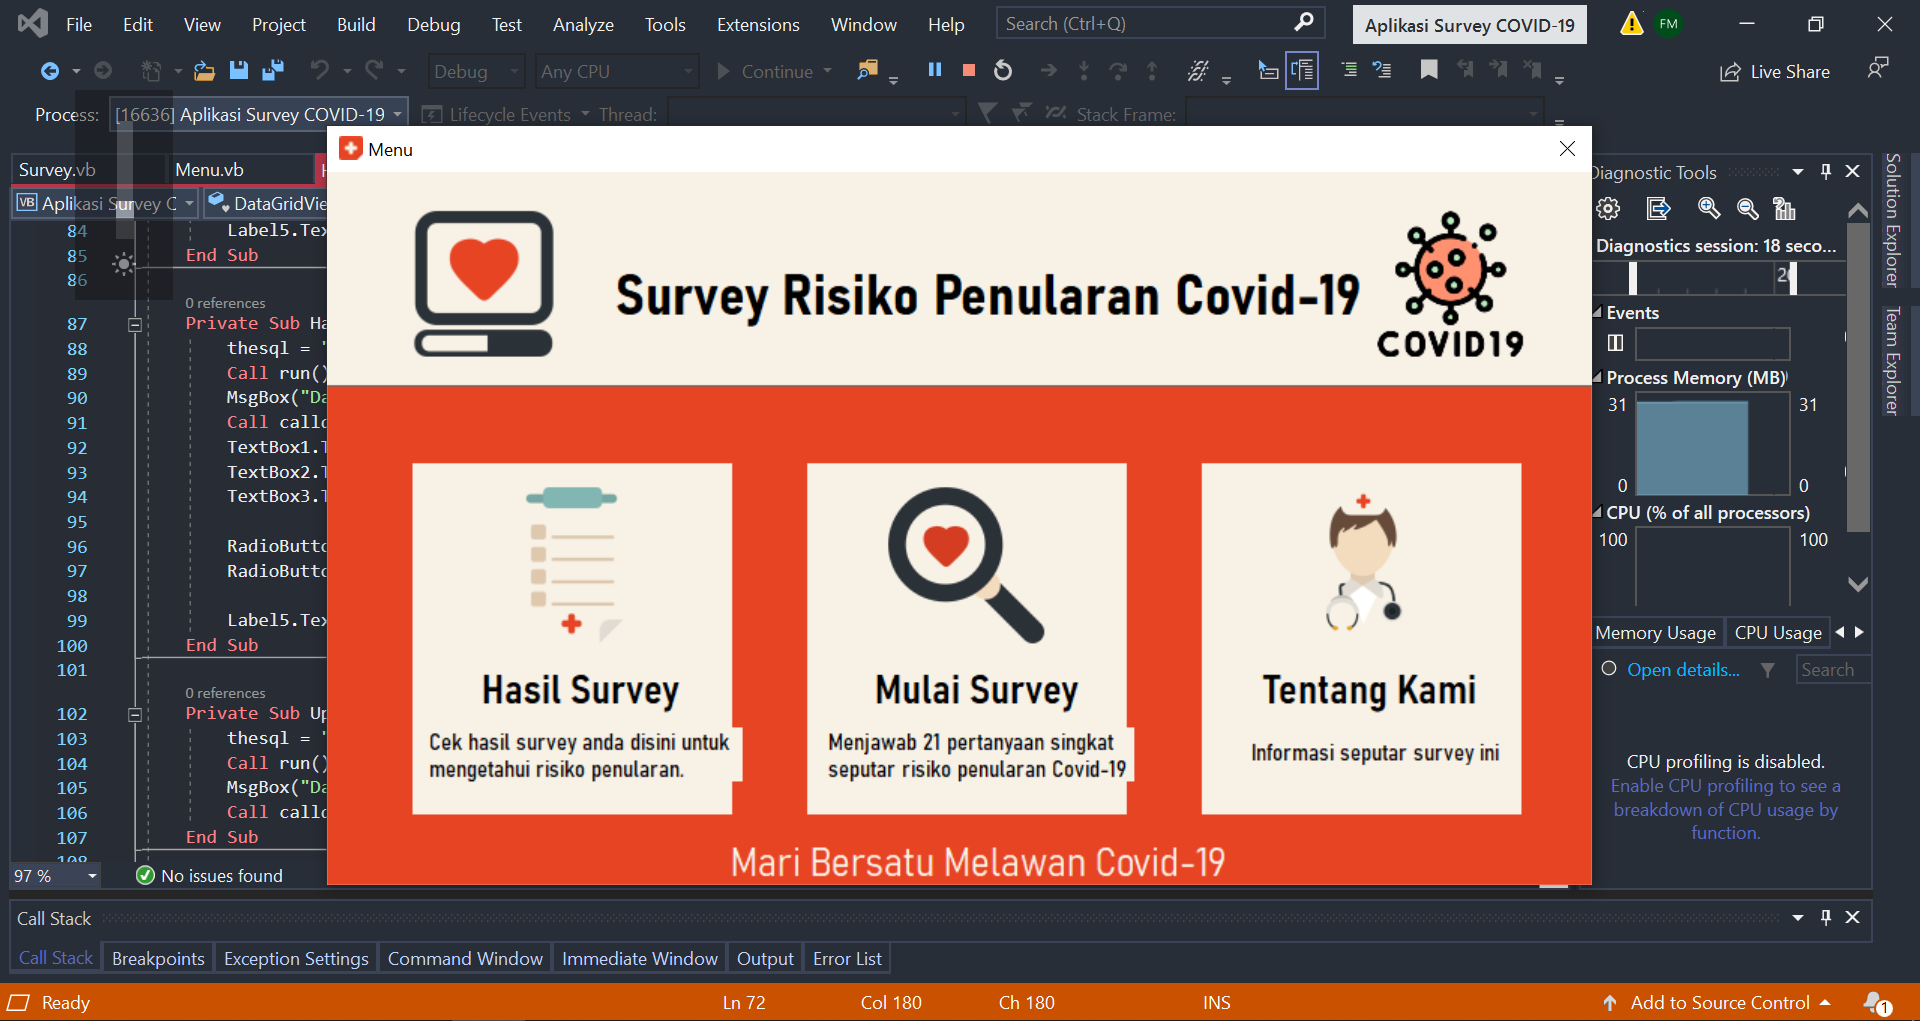 File Edit View Project Build Debug Test Analyze Tools Extensions Window Help Search (Ctrl+Q) Aplikasi Survey COVID-19 FM
Debug Any CPU Continue Live Share
Process: [16636] Aplikasi Survey COVID-19 Lifecycle Events Thread: Stack Frame:
Survey.vb Menu.vb
VB Aplikasi Survey C DataGridVie
84 Label5.Tex
85 End Sub
86
0 references
87 Private Sub Ha
88 thesql = "
89 Call run()
90 MsgBox("Da
91 Call callo
92 TextBox1.T
93 TextBox2.T
94 TextBox3.T
95
96 RadioButto
97 RadioButto
98
99 Label5.Tex
100 End Sub
101
0 references
102 Private Sub Up
103 thesql = "
104 Call run()
105 MsgBox("Da
106 Call callo
107 End Sub
108
97 % No issues found
Menu
Survey Risiko Penularan Covid-19
COVID19
Hasil Survey
Cek hasil survey anda disini untuk
mengetahui risiko penularan.
Mulai Survey
Menjawab 21 pertanyaan singkat
seputar risiko penularan Covid-19
Tentang Kami
Informasi seputar survey ini
Mari Bersatu Melawan Covid-19
Diagnostic Tools
Diagnostics session: 18 seco...
Events
Process Memory (MB)
31 31
0 0
CPU (% of all processors)
100 100
Memory Usage CPU Usage
Open details... Search
CPU profiling is disabled.
Enable CPU profiling to see a
breakdown of CPU usage by
function.
Solution Explorer
Team Explorer
Call Stack
Call Stack Breakpoints Exception Settings Command Window Immediate Window Output Error List
Ready Ln 72 Col 180 Ch 180 INS Add to Source Control 1